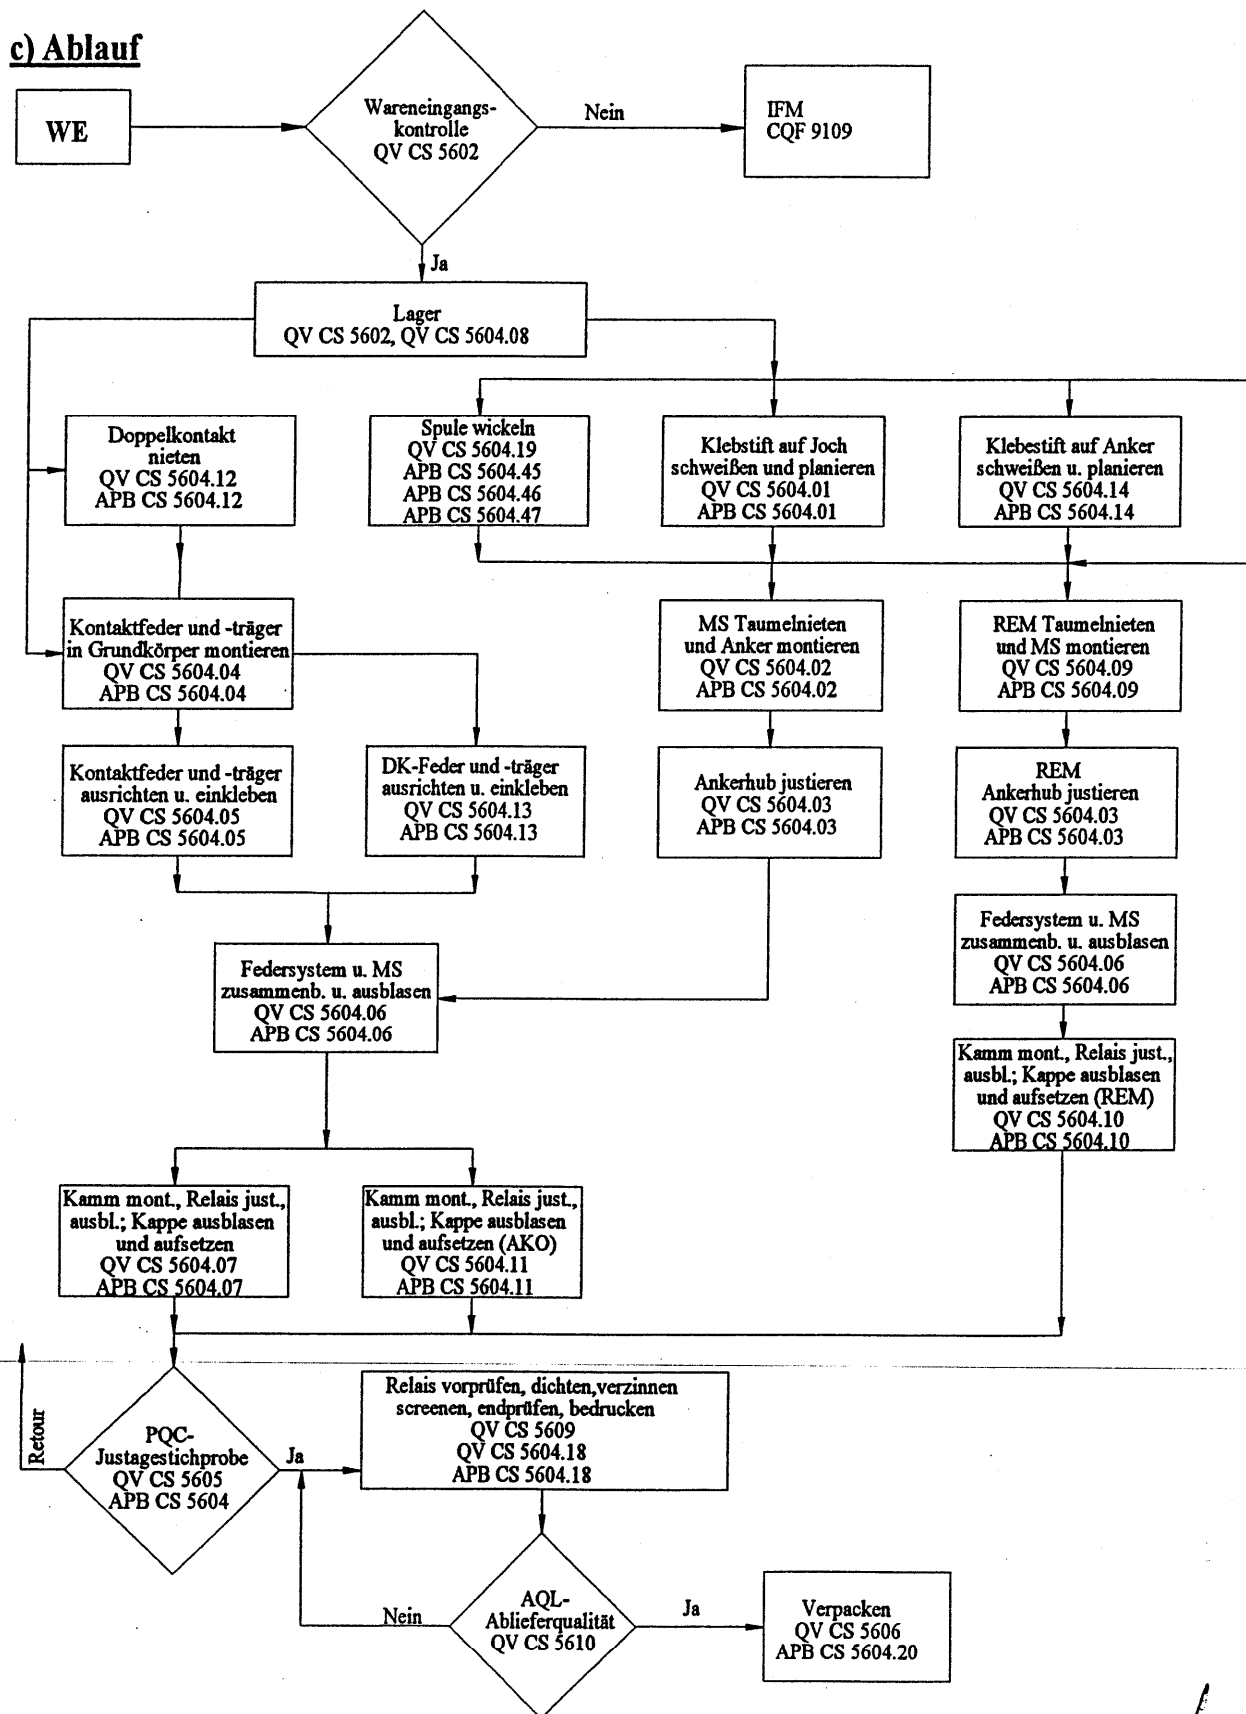 c) Ablauf
WE
Wareneingangs-
kontrolle
QV CS 5602
Nein
IFM
CQF 9109
Ja
Lager
QV CS 5602, QV CS 5604.08
Doppelkontakt
nieten
QV CS 5604.12
APB CS 5604.12
Spule wickeln
QV CS 5604.19
APB CS 5604.45
APB CS 5604.46
APB CS 5604.47
Klebstift auf Joch
schweißen und planieren
QV CS 5604.01
APB CS 5604.01
Klebestift auf Anker
schweißen u. planieren
QV CS 5604.14
APB CS 5604.14
Kontaktfeder und -träger
in Grundkörper montieren
QV CS 5604.04
APB CS 5604.04
MS Taumelnieten
und Anker montieren
QV CS 5604.02
APB CS 5604.02
REM Taumelnieten
und MS montieren
QV CS 5604.09
APB CS 5604.09
Kontaktfeder und -träger
ausrichten u. einkleben
QV CS 5604.05
APB CS 5604.05
DK-Feder und -träger
ausrichten u. einkleben
QV CS 5604.13
APB CS 5604.13
Ankerhub justieren
QV CS 5604.03
APB CS 5604.03
REM
Ankerhub justieren
QV CS 5604.03
APB CS 5604.03
Federsystem u. MS
zusammenb. u. ausblasen
QV CS 5604.06
APB CS 5604.06
Federsystem u. MS
zusammenb. u. ausblasen
QV CS 5604.06
APB CS 5604.06
Kamm mont., Relais just.,
ausbl.; Kappe ausblasen
und aufsetzen (REM)
QV CS 5604.10
APB CS 5604.10
Kamm mont., Relais just.,
ausbl.; Kappe ausblasen
und aufsetzen
QV CS 5604.07
APB CS 5604.07
Kamm mont., Relais just.,
ausbl.; Kappe ausblasen
und aufsetzen (AKO)
QV CS 5604.11
APB CS 5604.11
Retour
PQC-
Justagestichprobe
QV CS 5605
APB CS 5604
Ja
Relais vorprüfen, dichten,verzinnen
screenen, endprüfen, bedrucken
QV CS 5609
QV CS 5604.18
APB CS 5604.18
Nein
AQL-
Ablieferqualität
QV CS 5610
Ja
Verpacken
QV CS 5606
APB CS 5604.20